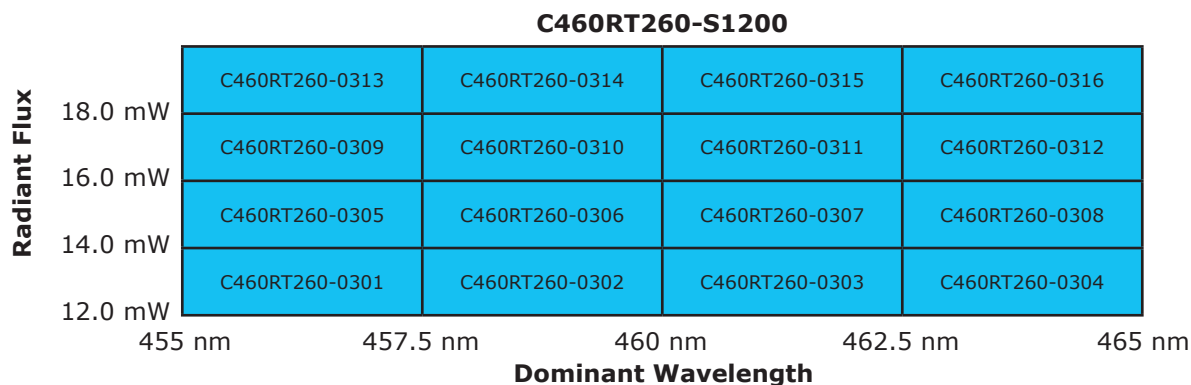 C460RT260-S1200
Radiant Flux
C460RT260-0313 C460RT260-0314 C460RT260-0315 C460RT260-0316
18.0 mW
C460RT260-0309 C460RT260-0310 C460RT260-0311 C460RT260-0312
16.0 mW
C460RT260-0305 C460RT260-0306 C460RT260-0307 C460RT260-0308
14.0 mW
C460RT260-0301 C460RT260-0302 C460RT260-0303 C460RT260-0304
12.0 mW
455 nm 457.5 nm 460 nm 462.5 nm 465 nm
Dominant Wavelength